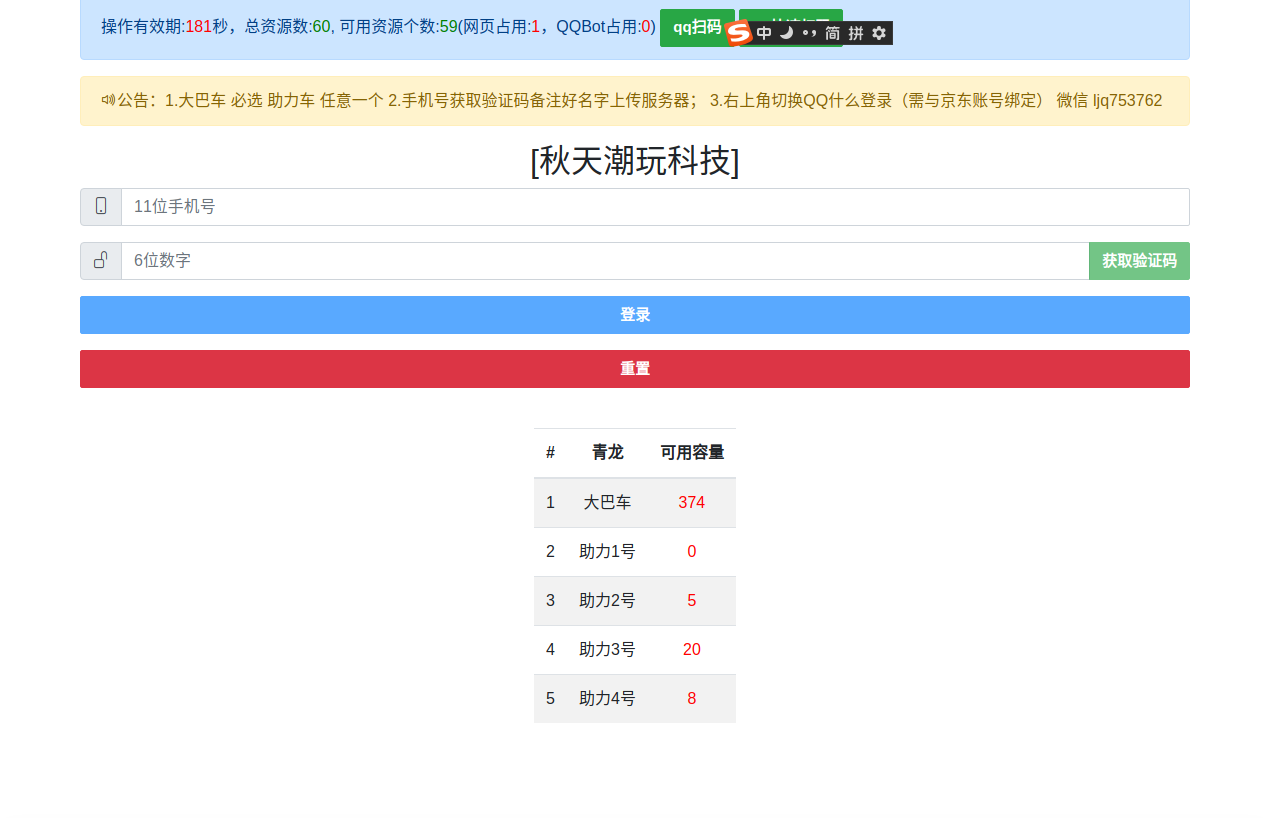 操作有效期:181秒，总资源数:60, 可用资源个数:59(网页占用:1，QQBot占用:0) qq扫码
中 简 拼
公告：1.大巴车 必选 助力车 任意一个 2.手机号获取验证码备注好名字上传服务器； 3.右上角切换QQ什么登录（需与京东账号绑定） 微信 ljq753762
[秋天潮玩科技]
11位手机号
6位数字 获取验证码
登录
重置
# 青龙 可用容量
1 大巴车 374
2 助力1号 0
3 助力2号 5
4 助力3号 20
5 助力4号 8